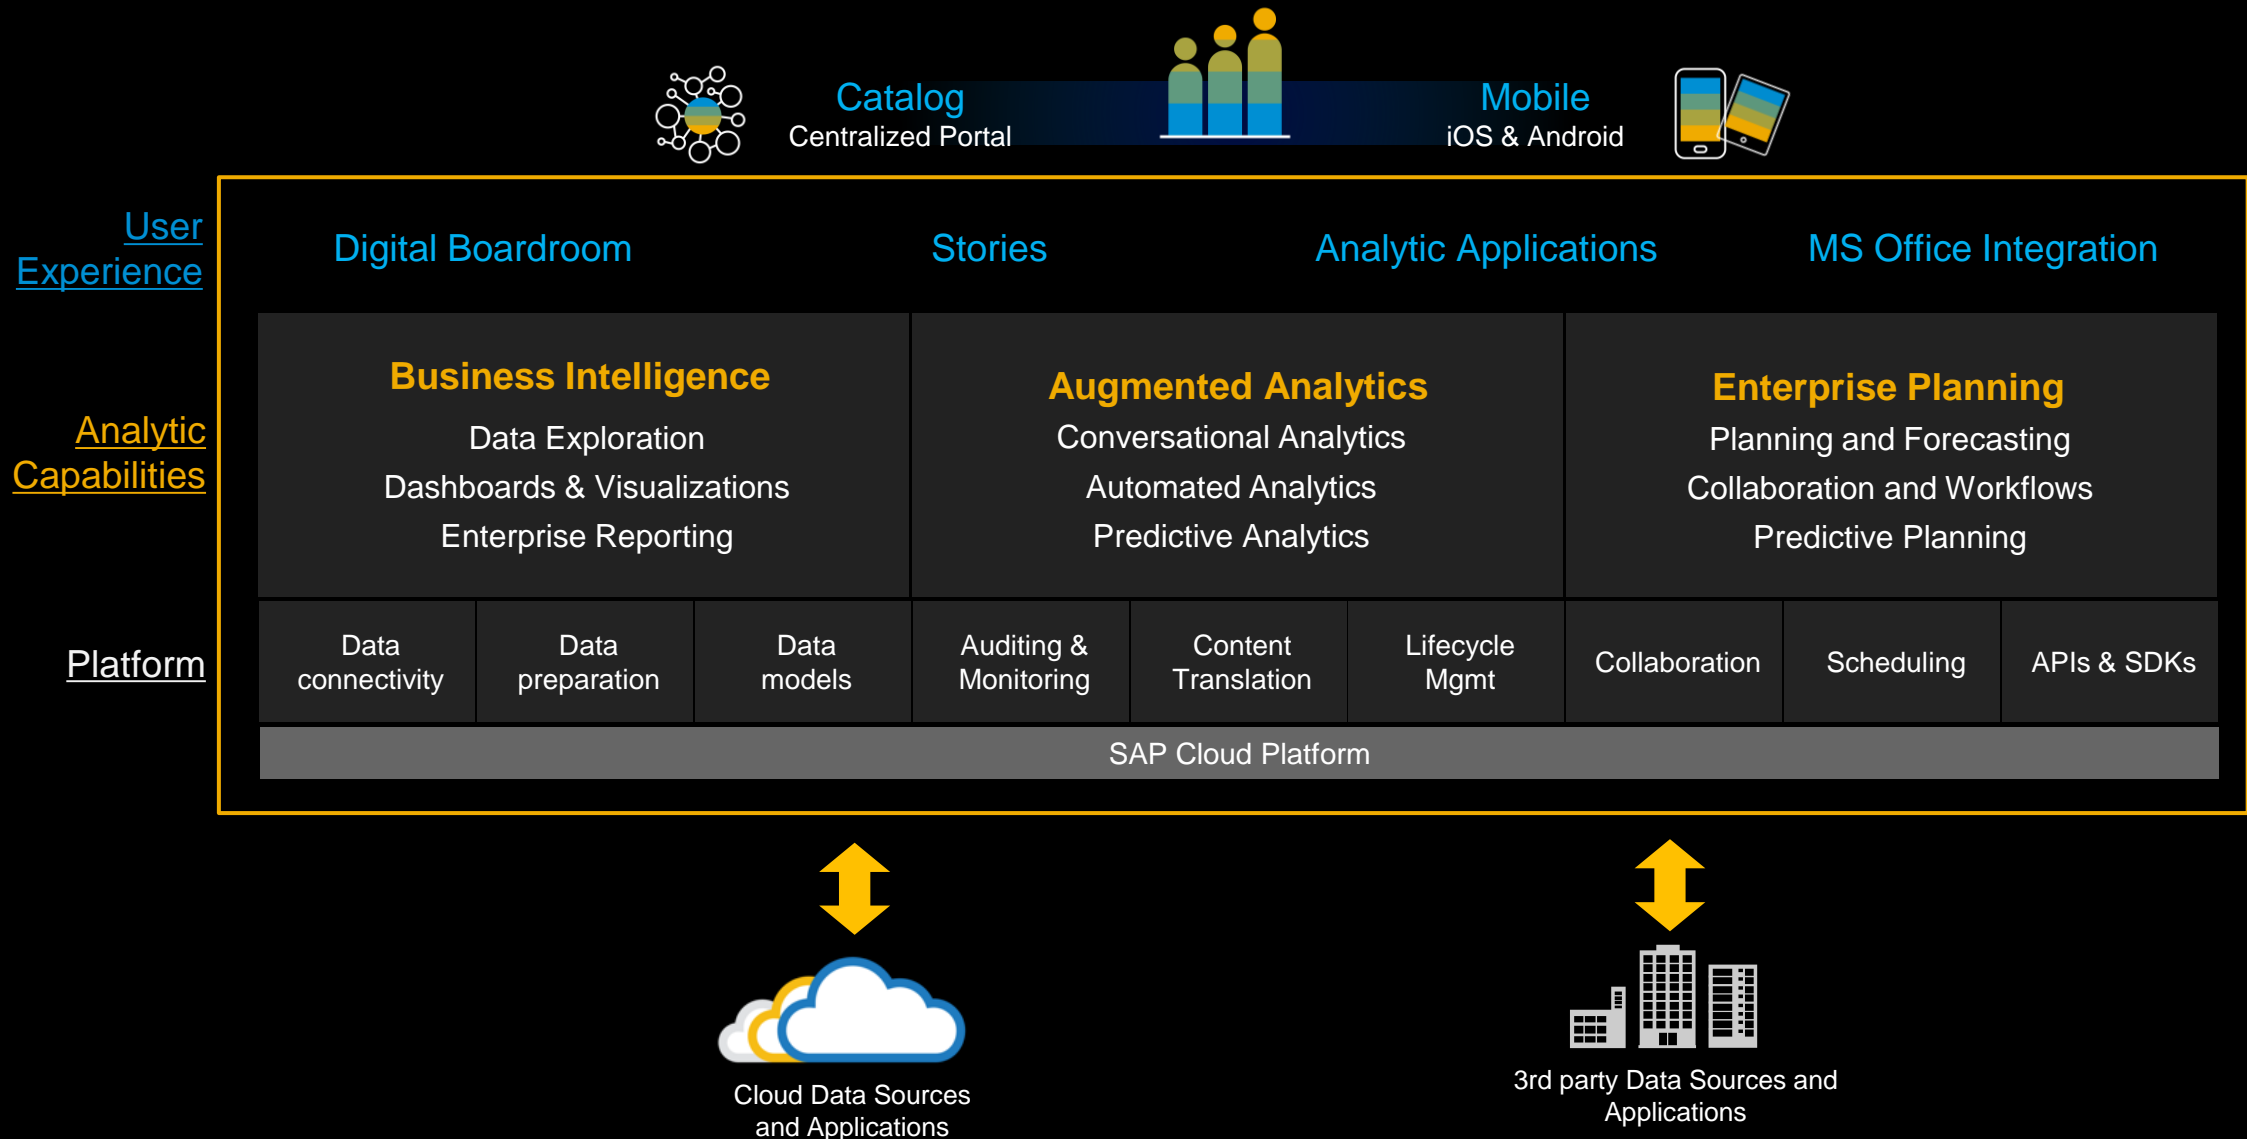 Catalog
Centralized Portal
Mobile
iOS & Android
User
Experience
Digital Boardroom
Stories
Analytic Applications
MS Office Integration
Analytic
Capabilities
Business Intelligence
Data Exploration
Dashboards & Visualizations
Enterprise Reporting
Augmented Analytics
Conversational Analytics
Automated Analytics
Predictive Analytics
Enterprise Planning
Planning and Forecasting
Collaboration and Workflows
Predictive Planning
Platform
Data
connectivity
Data
preparation
Data
models
Auditing &
Monitoring
Content
Translation
Lifecycle
Mgmt
Collaboration
Scheduling
APIs & SDKs
SAP Cloud Platform
Cloud Data Sources
and Applications
3rd party Data Sources and
Applications